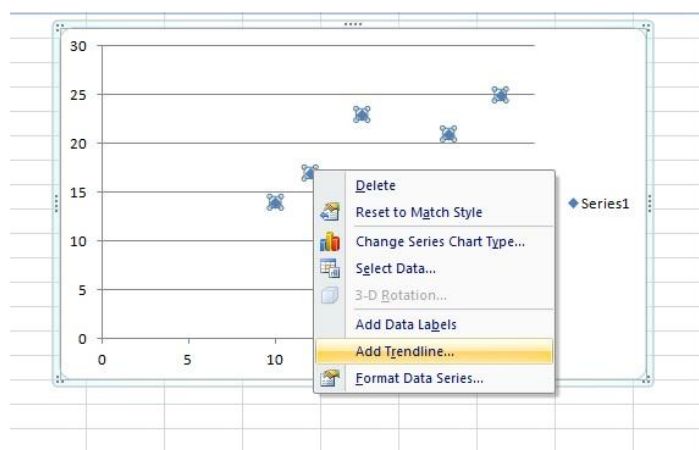 30
25
20
15
10
5
0
0 5 10
Series1
Delete
Reset to Match Style
Change Series Chart Type...
Select Data...
3-D Rotation...
Add Data Labels
Add Trendline...
Format Data Series...